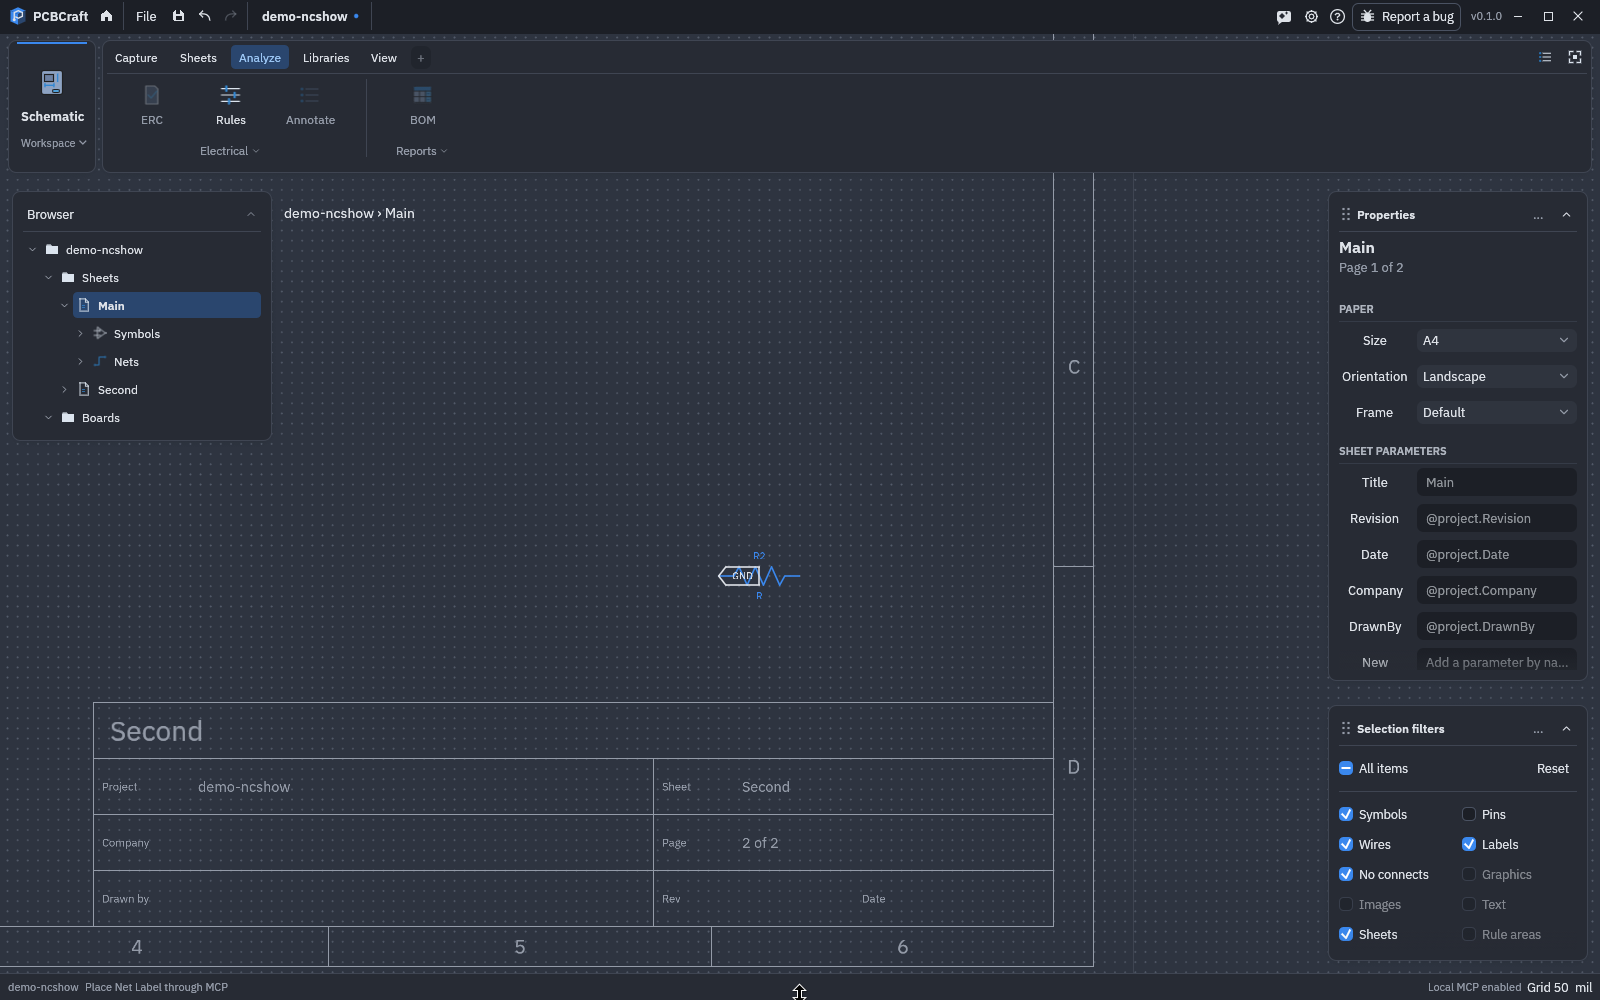 PCBCraft File demo-ncshow • Report a bug v0.1.0
Schematic
Workspace
Capture Sheets Analyze Libraries View +
ERC Rules Annotate BOM
Electrical Reports
Browser
demo-ncshow
Sheets
Main
Symbols
Nets
Second
Boards
demo-ncshow › Main
C
R2
GND
R
D
Second
Project demo-ncshow Sheet Second
Company Page 2 of 2
Drawn by Rev Date
4 5 6
Properties ...
Main
Page 1 of 2
PAPER
Size A4
Orientation Landscape
Frame Default
SHEET PARAMETERS
Title Main
Revision @project.Revision
Date @project.Date
Company @project.Company
DrawnBy @project.DrawnBy
New Add a parameter by na...
Selection filters ...
All items Reset
Symbols Pins
Wires Labels
No connects Graphics
Images Text
Sheets Rule areas
demo-ncshow Place Net Label through MCP Local MCP enabled Grid 50 mil